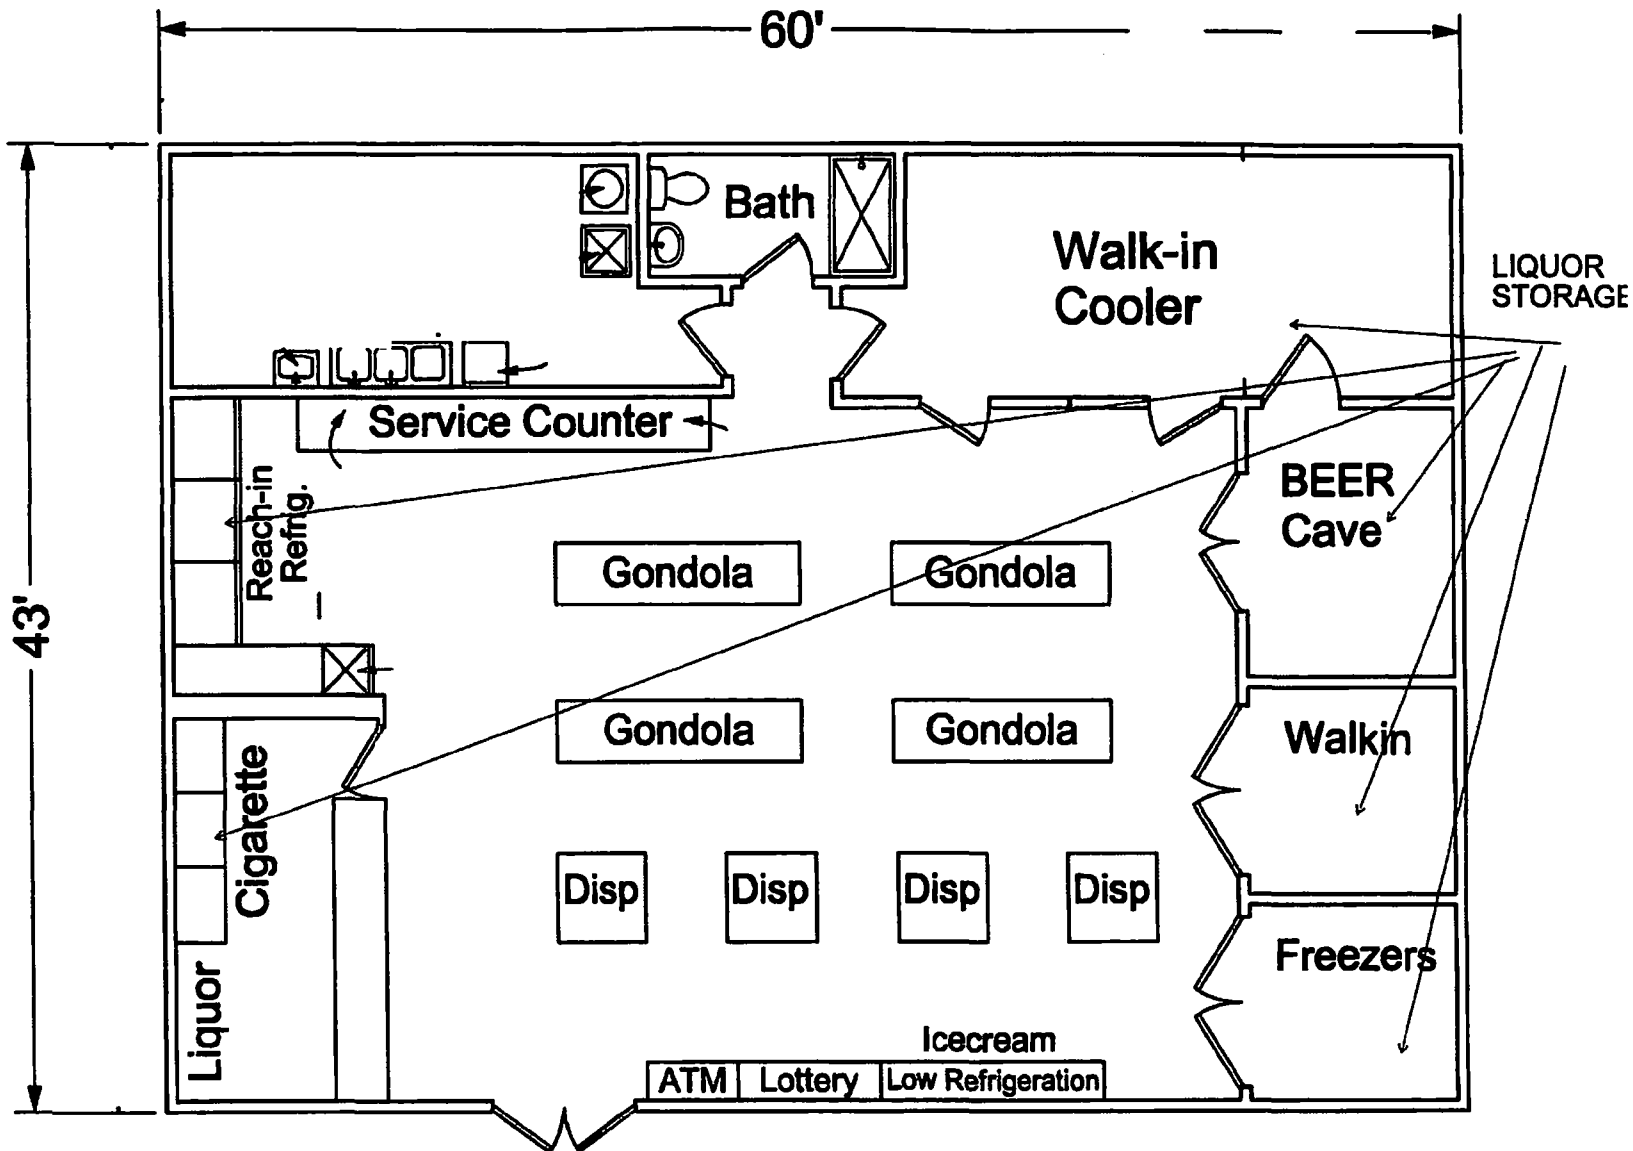 60'
Bath
Walk-in
Cooler
LIQUOR
STORAGE
Service Counter
Reach-in
Refrig.
BEER
Cave
Gondola
Gondola
43'
Gondola
Gondola
Walkin
Cigarette
Disp
Disp
Disp
Disp
Freezers
Liquor
Icecream
ATM
Lottery
Low Refrigeration